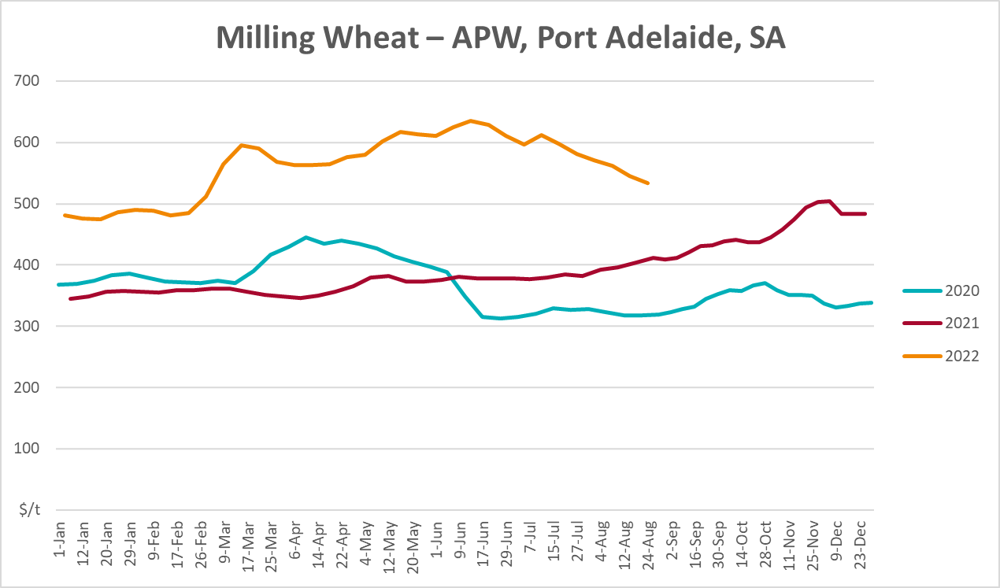 Milling Wheat – APW, Port Adelaide, SA
700
600
500
400
300
200
100
$/t
1-Jan
12-Jan
20-Jan
29-Jan
9-Feb
17-Feb
26-Feb
9-Mar
17-Mar
25-Mar
6-Apr
14-Apr
22-Apr
4-May
12-May
20-May
1-Jun
9-Jun
17-Jun
29-Jun
7-Jul
15-Jul
27-Jul
4-Aug
12-Aug
24-Aug
2-Sep
16-Sep
30-Sep
14-Oct
28-Oct
11-Nov
25-Nov
9-Dec
23-Dec
2020
2021
2022